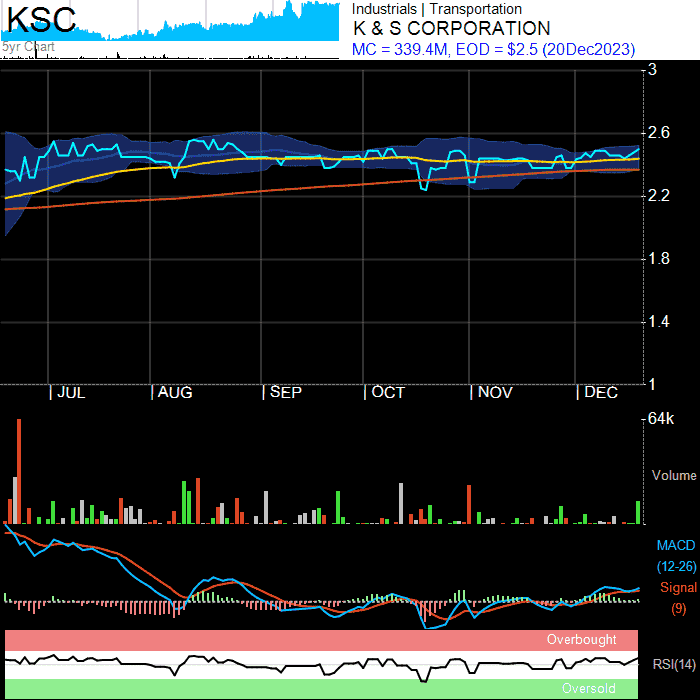 KSC
5yr Chart
Industrials | Transportation
K & S CORPORATION
MC = 339.4M, EOD = $2.5 (20Dec2023)
3
2.6
2.2
1.8
1.4
1
| JUL | AUG | SEP | OCT | NOV | DEC
64k
Volume
MACD
(12-26)
Signal
(9)
Overbought
RSI(14)
Oversold